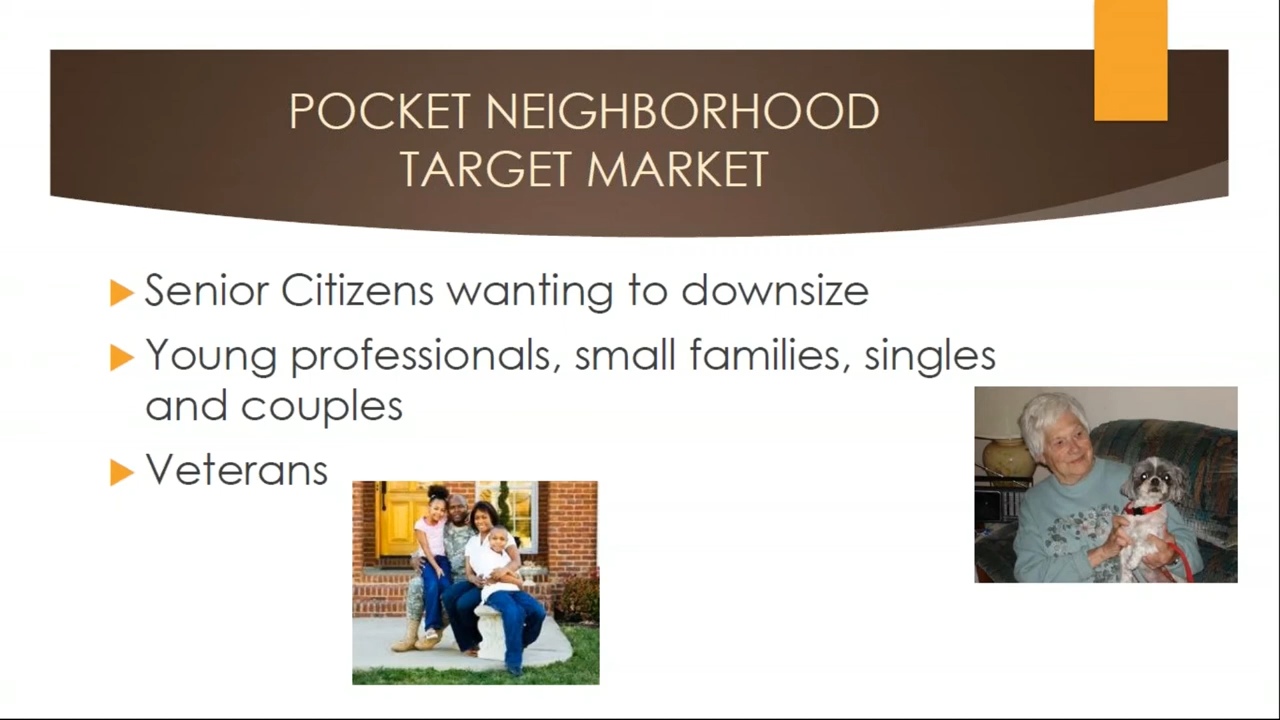 POCKET NEIGHBORHOOD
TARGET MARKET
Senior Citizens wanting to downsize
Young professionals, small families, singles
and couples
Veterans